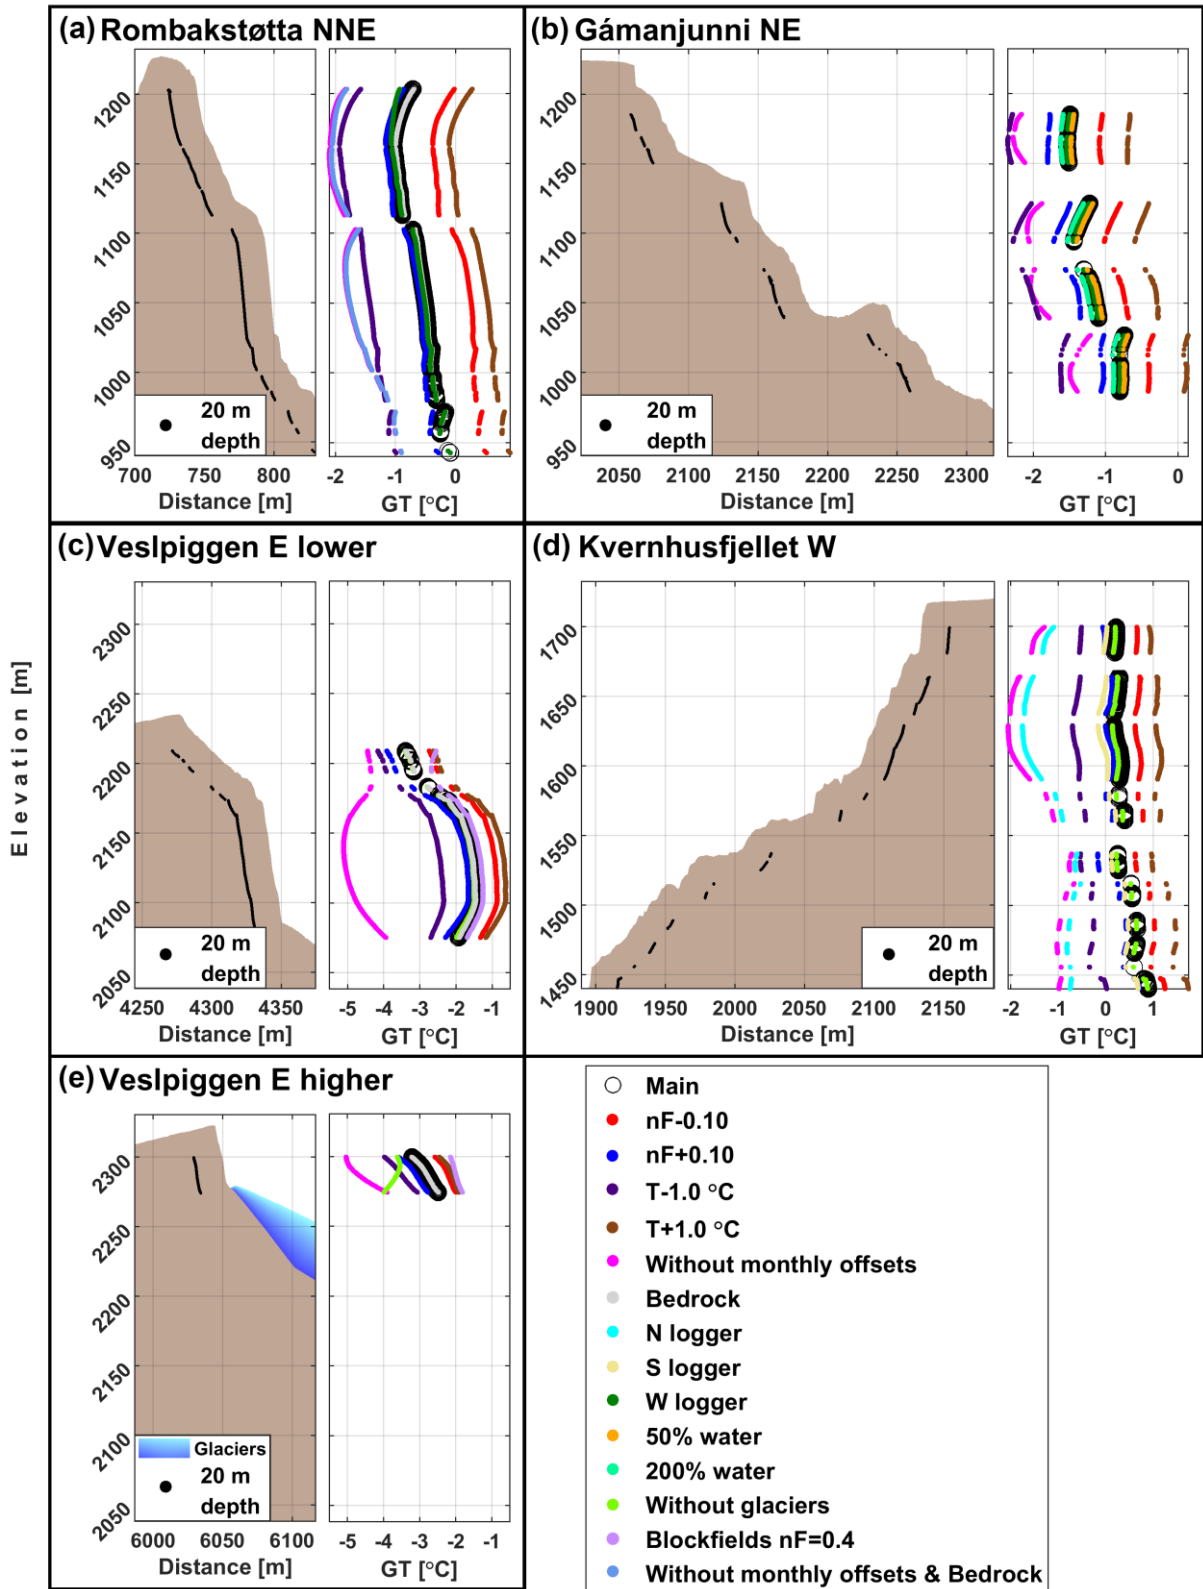 (a) Rombakstøtta NNE
1200
1150
1100
1050
1000
950
20 m
depth
700 750 800
Distance [m]
-2 -1 0
GT [°C]
(b) Gámanjunni NE
1200
1150
1100
1050
1000
950
20 m
depth
2050 2100 2150 2200 2250 2300
Distance [m]
-1 0
GT [°C]
Elevation [m]
(c) Veslpiggen E lower
2300
2250
2200
2150
2100
2050
20 m
depth
4250 4300 4350
Distance [m]
-5 -4 -3 -2 -1
GT [°C]
(d) Kvernhusfjellet W
1700
1650
1600
1550
1500
1450
20 m
depth
1900 1950 2000 2050 2100 2150
Distance [m]
-2 -1 0 1
GT [°C]
(e) Veslpiggen E higher
2300
2250
2200
2150
2100
2050
Glaciers
20 m
depth
6000 6050 6100
Distance [m]
-5 -4 -3 -2 -1
GT [°C]
Main
nF-0.10
nF+0.10
T-1.0 °C
T+1.0 °C
Without monthly offsets
Bedrock
N logger
S logger
W logger
50% water
200% water
Without glaciers
Blockfields nF=0.4
Without monthly offsets & Bedrock